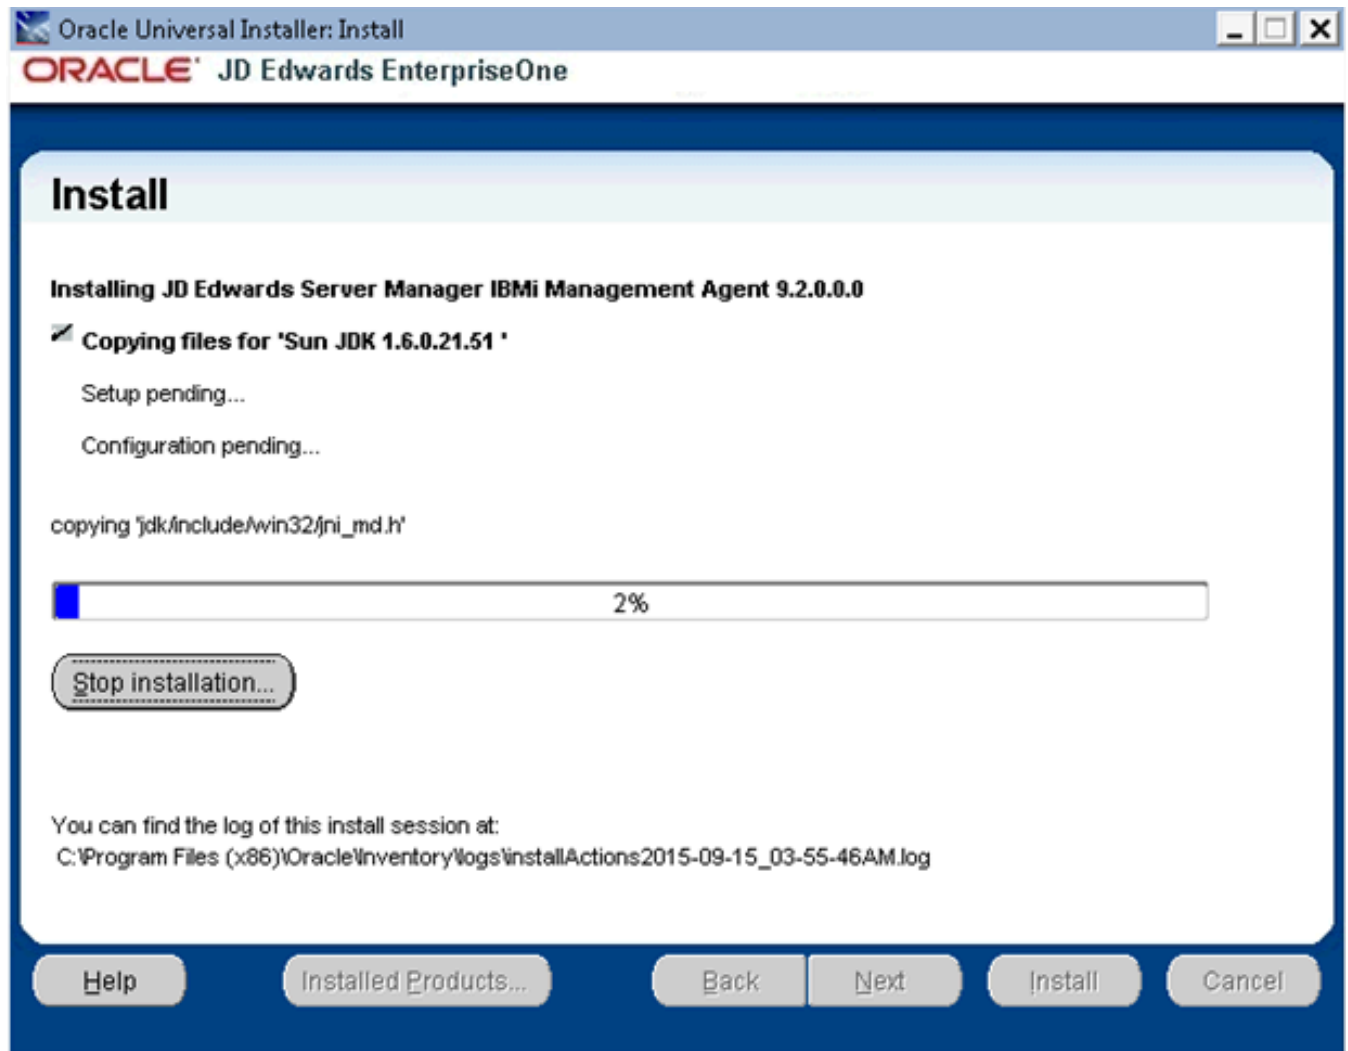 Oracle Universal Installer: Install
ORACLE JD Edwards EnterpriseOne
Install
Installing JD Edwards Server Manager IBMi Management Agent 9.2.0.0.0
Copying files for 'Sun JDK 1.6.0.21.51 '
Setup pending...
Configuration pending...
copying 'jdk/include/win32/jni_md.h'
2%
Stop installation...
You can find the log of this install session at:
C:\Program Files (x86)\Oracle\Inventory\logs\installActions2015-09-15_03-55-46AM.log
Help Installed Products... Back Next Install Cancel